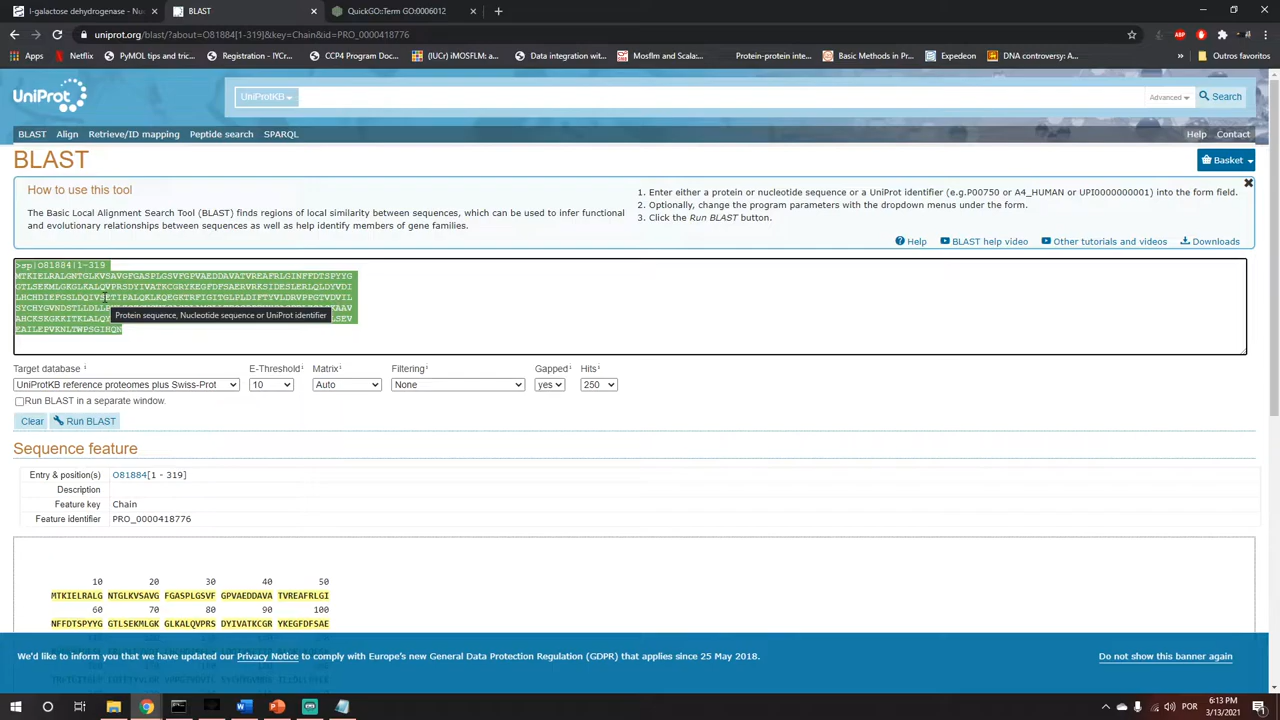 l-galactose dehydrogenase - Nu
BLAST
QuickGO::Term GO:0006012
uniprot.org/blast/?about=O81884[1-319]&key=Chain&id=PRO_0000418776
Apps
Netflix
PyMOL tips and tric...
Registration - /Cr...
CCP4 Program Doc...
(IUCr) iMOSFLM:...
Data integration wit...
Mosflm and Scala...
Protein-protein inte...
Basic Methods in Pr...
Expedeon
DNA controversy: A...
»
Outros favoritos
UniProt
UniProtKB
Advanced
Search
BLAST
Align
Retrieve/ID mapping
Peptide search
SPARQL
Help
Contact
BLAST
Basket
How to use this tool
The Basic Local Alignment Search Tool (BLAST) finds regions of local similarity between sequences, which can be used to infer functional
and evolutionary relationships between sequences as well as help identify members of gene families.
1. Enter either a protein or nucleotide sequence or a UniProt identifier (e.g.P00750 or A4_HUMAN or UPI0000000001) into the form field.
2. Optionally, change the program parameters with the dropdown menus under the form.
3. Click the Run BLAST button.
Help
BLAST help video
Other tutorials and videos
Downloads
>sp|O81884|1-319
MTKIELRALGNTGLKVSAVGFGASPLGSVFGPVAEDDAVATVREAFRLGINFFDTSPYYG
GTLSEKMLGKGLKALQVPRSDYIVATKCGRYKEGFDFSAERVRKSIDESLERLQLDYVDI
LHCHDIEFGSLDQIVSETIPALQKLKQEGKTRFIGITGLPLDIFTYVLDRVPPGTVDVIL
Protein sequence, Nucleotide sequence or UniProt identifier
EAILEPVKNLTWPSGIHQN
Target database
E-Threshold
Matrix
Filtering
Gapped
Hits
UniProtKB reference proteomes plus Swiss-Prot
10
Auto
None
yes
250
Run BLAST in a separate window.
Clear
Run BLAST
Sequence feature
Entry & position(s)
O81884[1 - 319]
Description
Feature key
Chain
Feature identifier
PRO_0000418776
10 20 30 40 50
MTKIELRALG NTGLKVSAVG FGASPLGSVF GPVAEDDAVA TVREAFRLGI
60 70 80 90 100
NFFDTSPYYG GTLSEKMLGK GLKALQVPRS DYIVATKCGR YKEGFDFSAE
We'd like to inform you that we have updated our Privacy Notice to comply with Europe's new General Data Protection Regulation (GDPR) that applies since 25 May 2018.
Do not show this banner again
POR
6:13 PM
3/13/2021